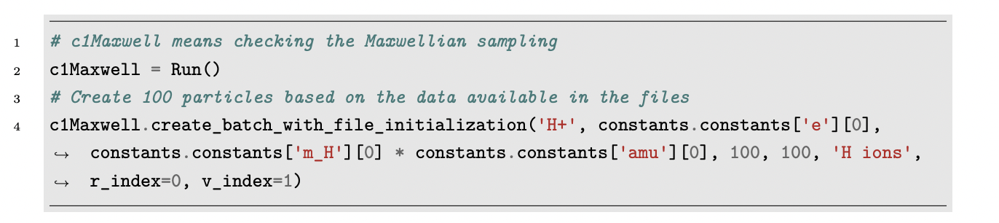 1 # c1Maxwell means checking the Maxwellian sampling
2 c1Maxwell = Run()
3 # Create 100 particles based on the data available in the files
4 c1Maxwell.create_batch_with_file_initialization('H+', constants.constants['e'][0],
↪ constants.constants['m_H'][0] * constants.constants['amu'][0], 100, 100, 'H ions',
↪ r_index=0, v_index=1)